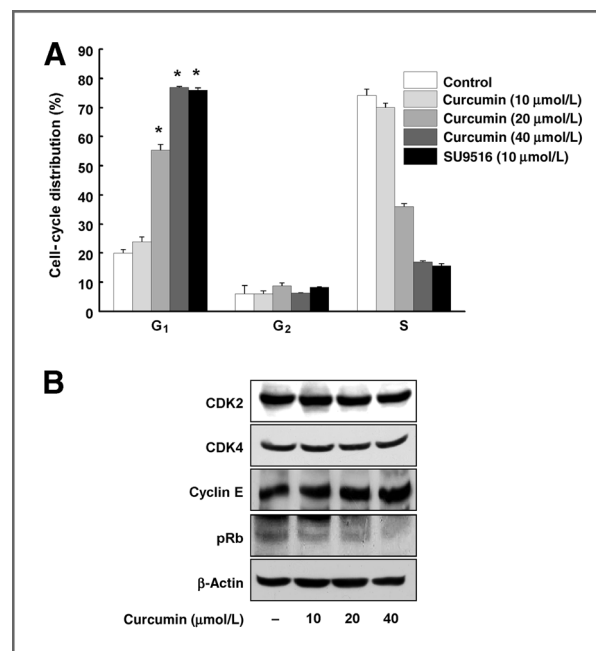 A
Cell-cycle distribution (%)
90
80
70
60
50
40
30
20
10
0
* * *
G1 G2 S
Control
Curcumin (10 μmol/L)
Curcumin (20 μmol/L)
Curcumin (40 μmol/L)
SU9516 (10 μmol/L)
B
CDK2
CDK4
Cyclin E
pRb
β-Actin
Curcumin (μmol/L) – 10 20 40